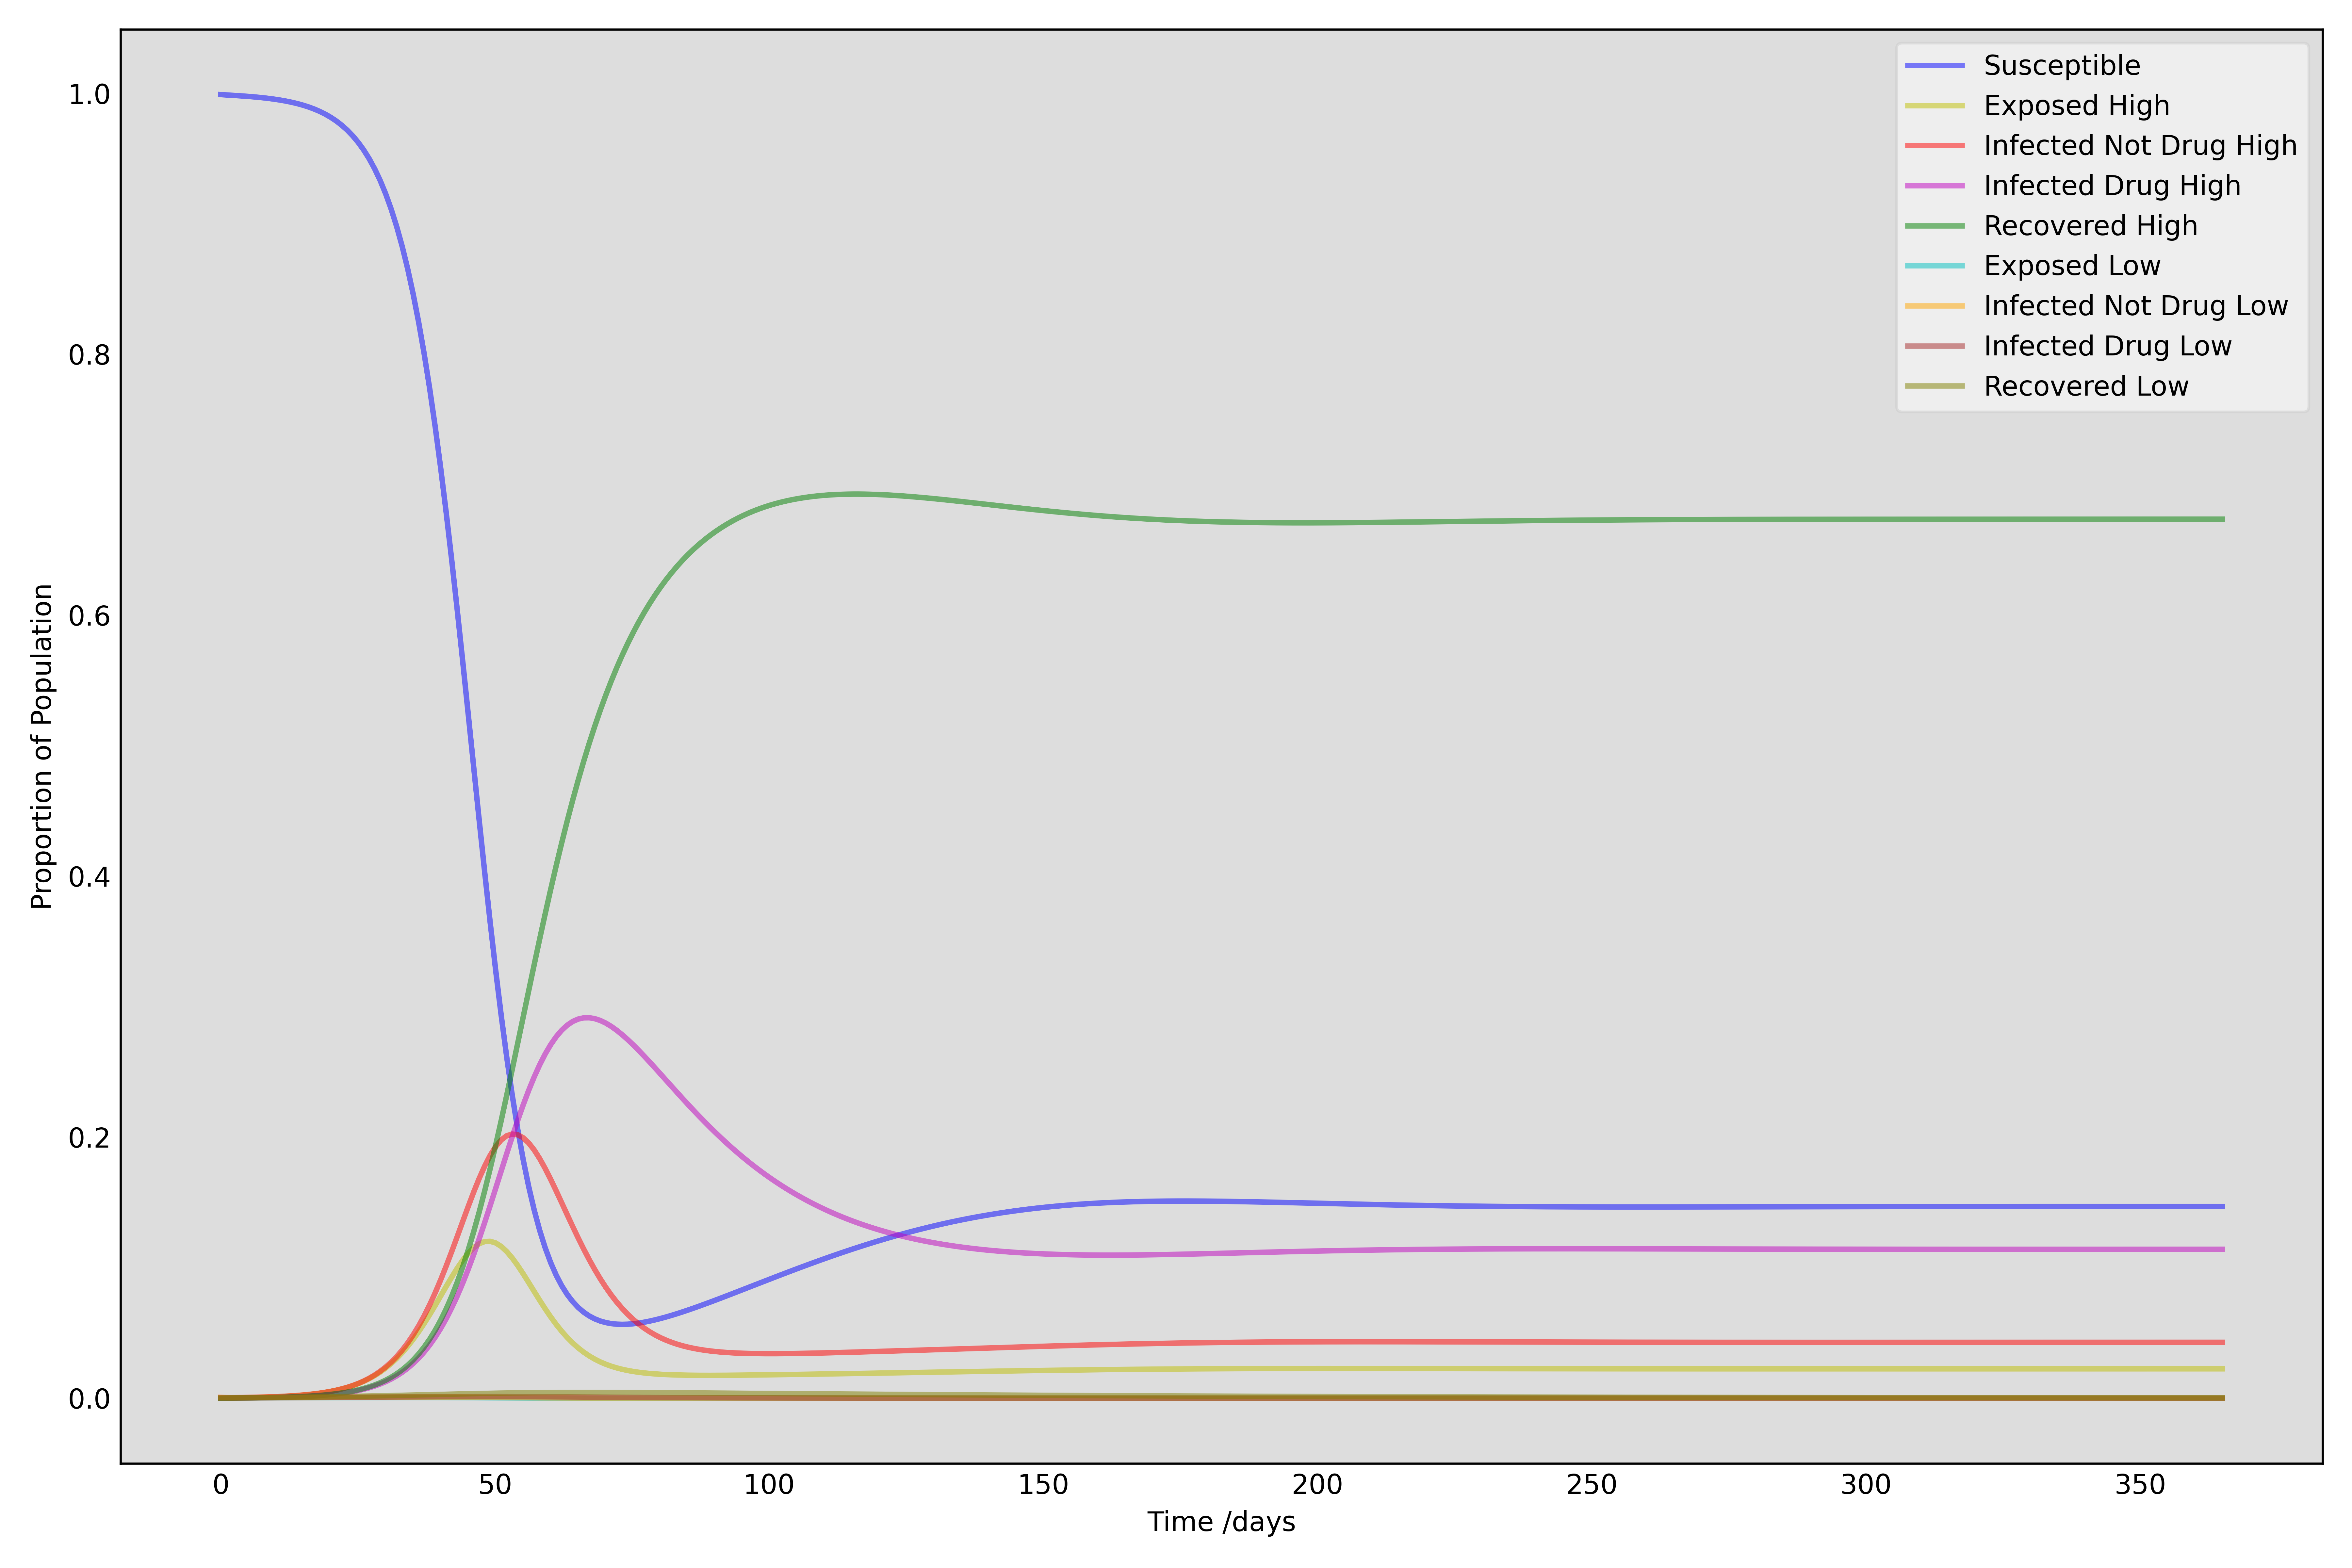 Susceptible
Exposed High
Infected Not Drug High
Infected Drug High
Recovered High
Exposed Low
Infected Not Drug Low
Infected Drug Low
Recovered Low
Proportion of Population
1.0
0.8
0.6
0.4
0.2
0.0
0 50 100 150 200 250 300 350
Time /days